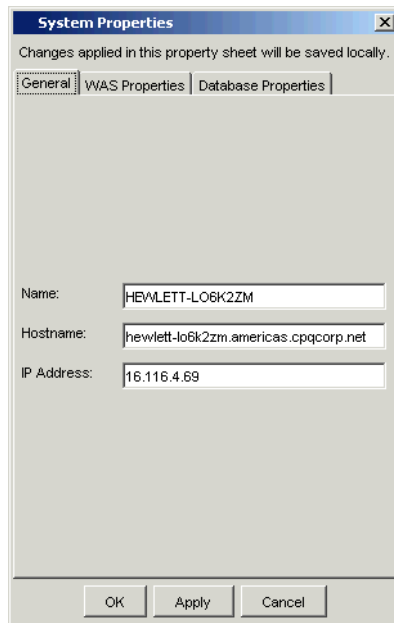 System Properties
Changes applied in this property sheet will be saved locally.
General WAS Properties Database Properties
Name: HEWLETT-LO6K2ZM
Hostname: hewlett-lo6k2zm.americas.cpqcorp.net
IP Address: 16.116.4.69
OK Apply Cancel